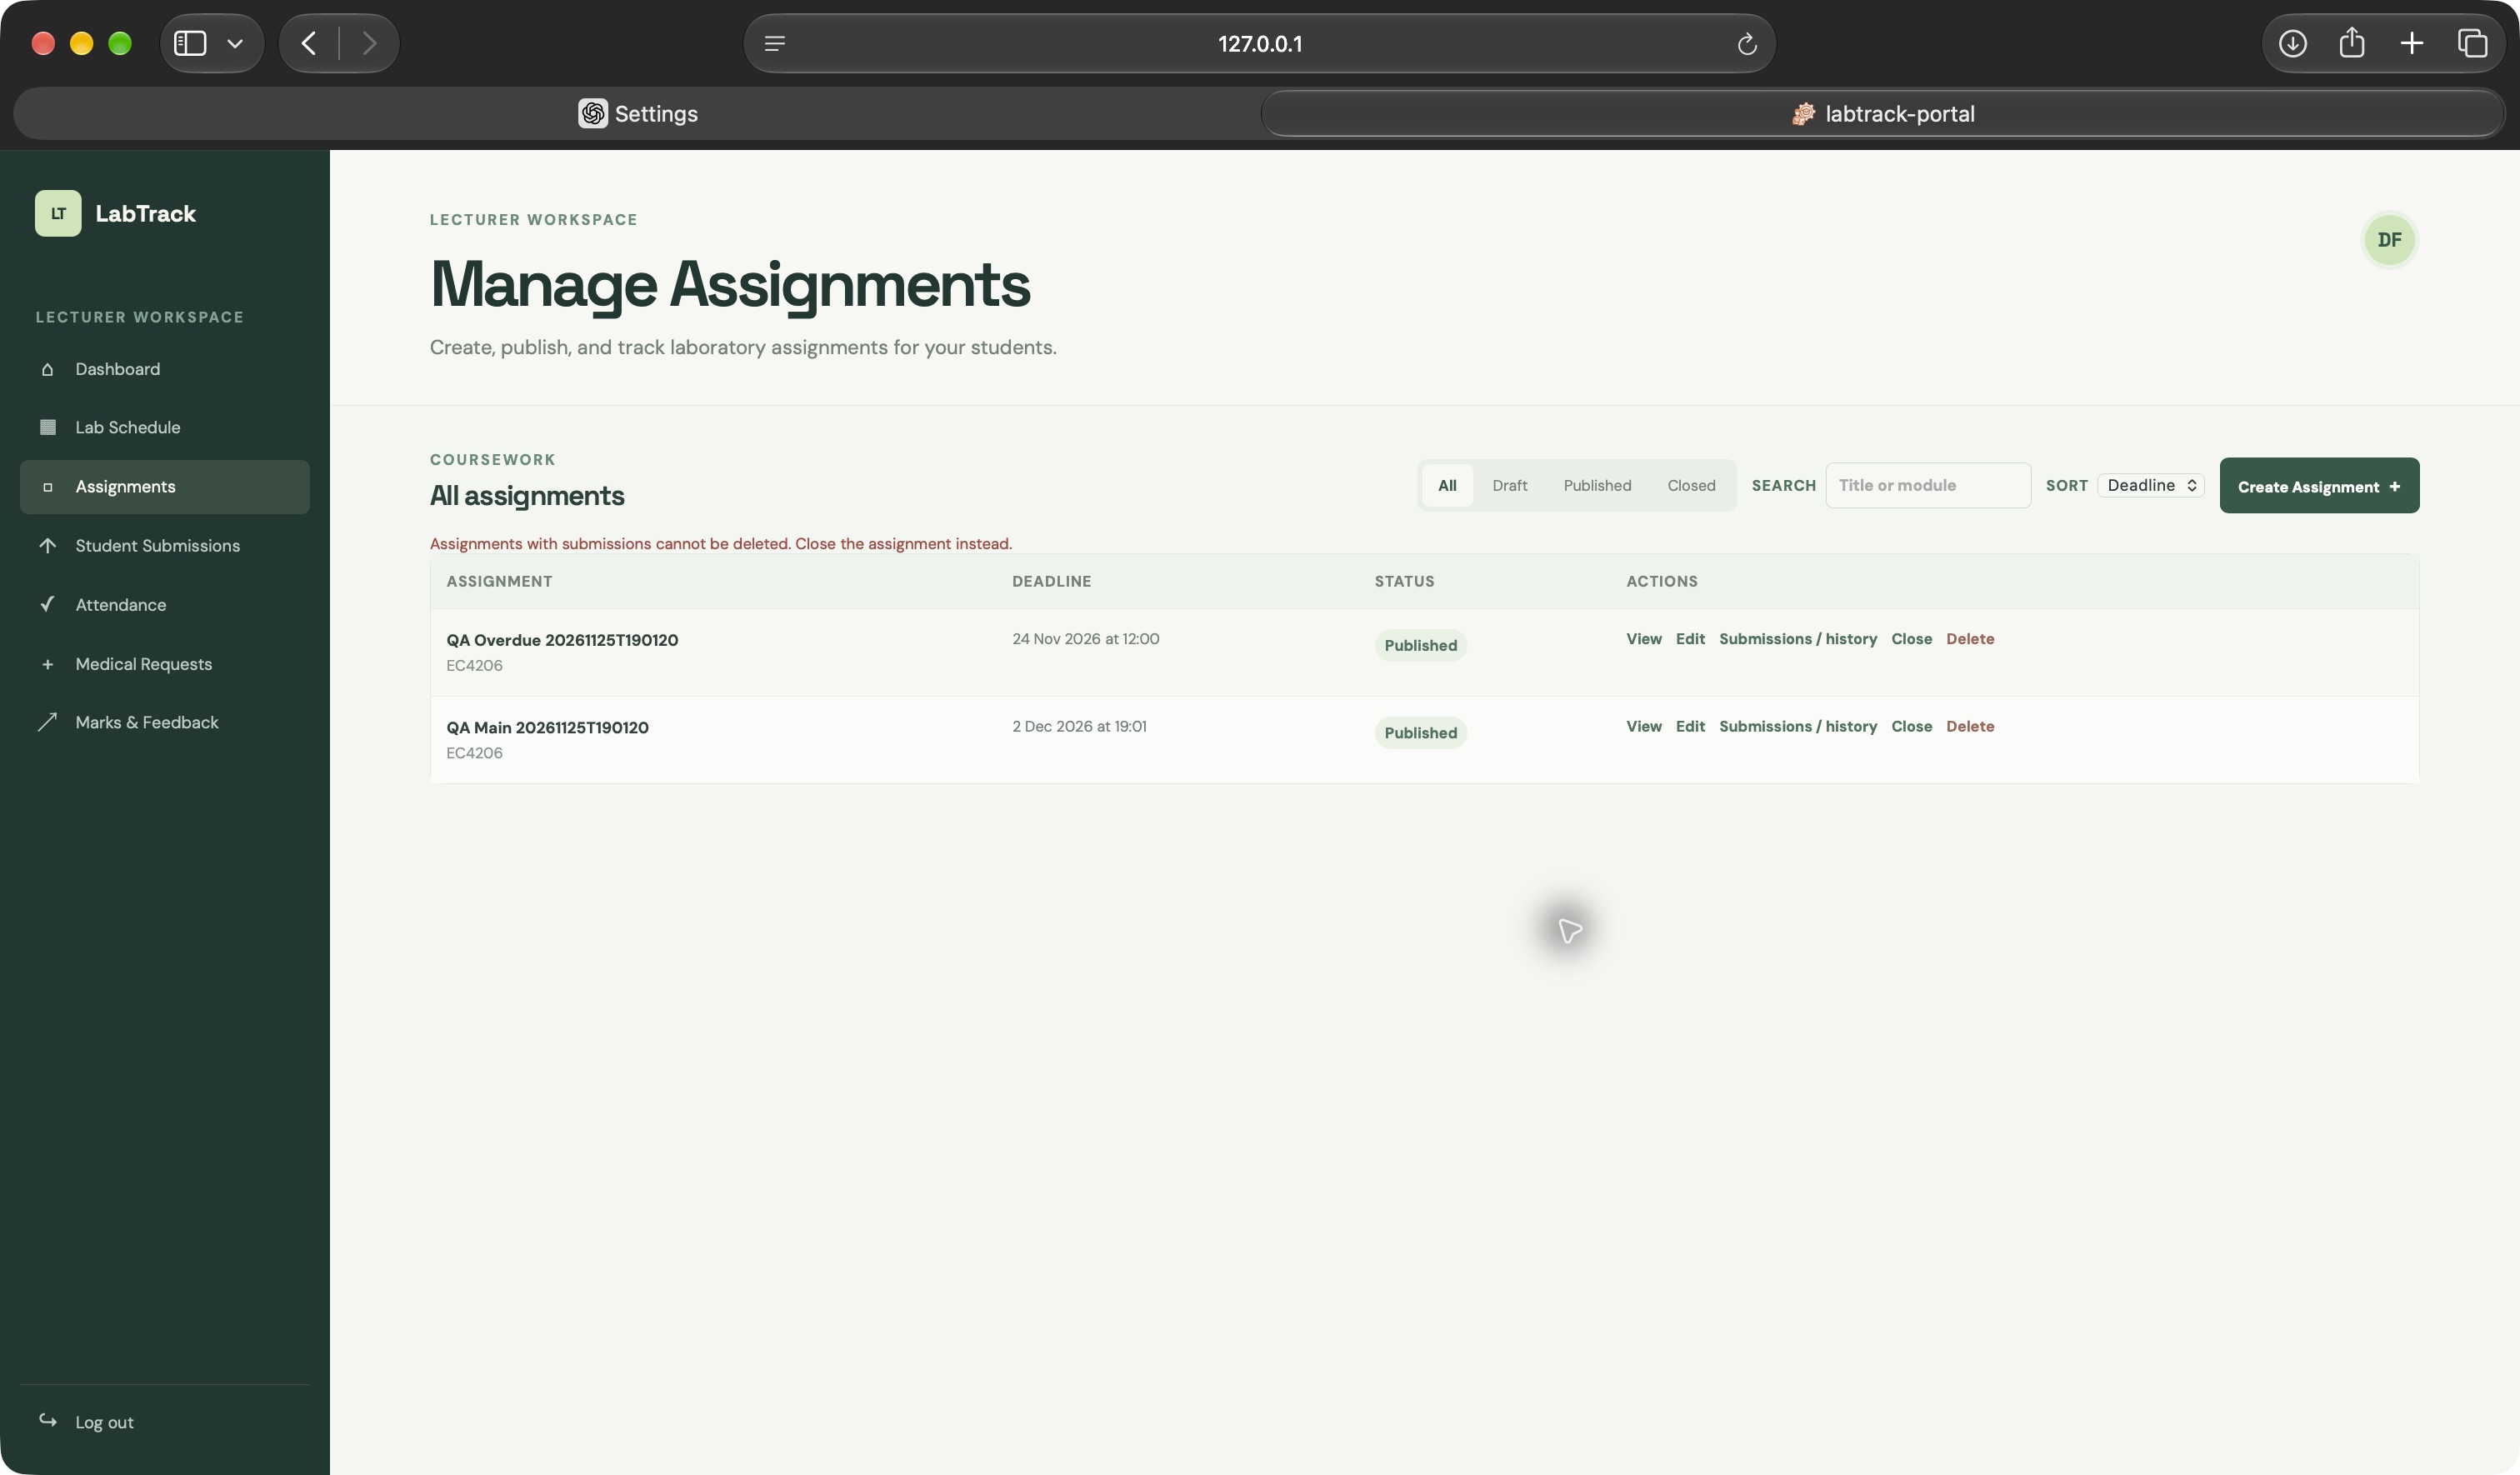 127.0.0.1
Settings
labtrack-portal
LT LabTrack
LECTURER WORKSPACE
Dashboard
Lab Schedule
Assignments
Student Submissions
Attendance
Medical Requests
Marks & Feedback
Log out
LECTURER WORKSPACE
DF
Manage Assignments
Create, publish, and track laboratory assignments for your students.
COURSEWORK
All assignments
All Draft Published Closed SEARCH Title or module SORT Deadline Create Assignment +
Assignments with submissions cannot be deleted. Close the assignment instead.
ASSIGNMENT DEADLINE STATUS ACTIONS
QA Overdue 20261125T190120 24 Nov 2026 at 12:00 Published View Edit Submissions / history Close Delete
EC4206
QA Main 20261125T190120 2 Dec 2026 at 19:01 Published View Edit Submissions / history Close Delete
EC4206